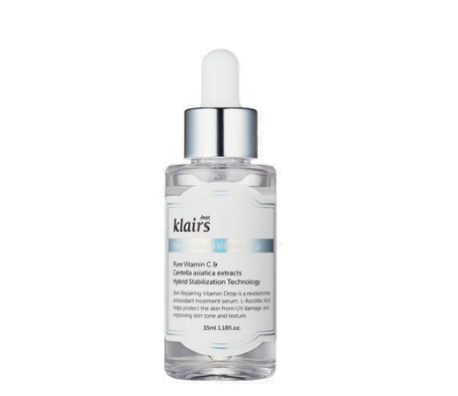 dear,
klairs
Pure Vitamin C &
Centella asiatica extracts
Hybrid Stabilization Technology
Skin Repairing Vitamin Drop is a revolutionary
antioxidant treatment serum. L-Ascorbic Acid
helps protect the skin from UV damage, and
improving skin tone and texture.
35ml 1.18fl.oz.